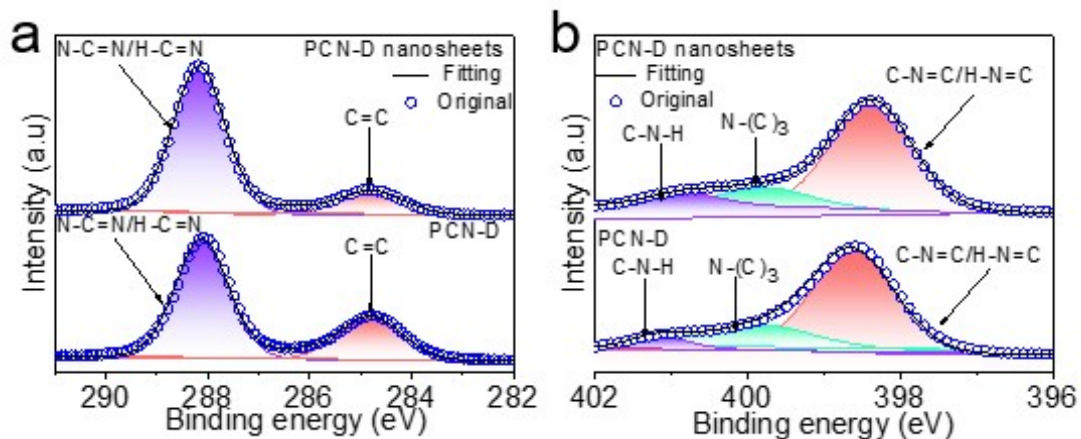 a
N-C=N/H-C=N
PCN-D nanosheets
Fitting
Original
C=C
N-C=N/H-C=N
PCN-D
C=C
Intensity (a.u)
290 288 286 284 282
Binding energy (eV)
b
PCN-D nanosheets
Fitting
Original
C-N=C/H-N=C
C-N-H
N-(C)3
PCN-D
C-N-H
N-(C)3
C-N=C/H-N=C
Intensity (a.u)
402 400 398 396
Binding energy (eV)